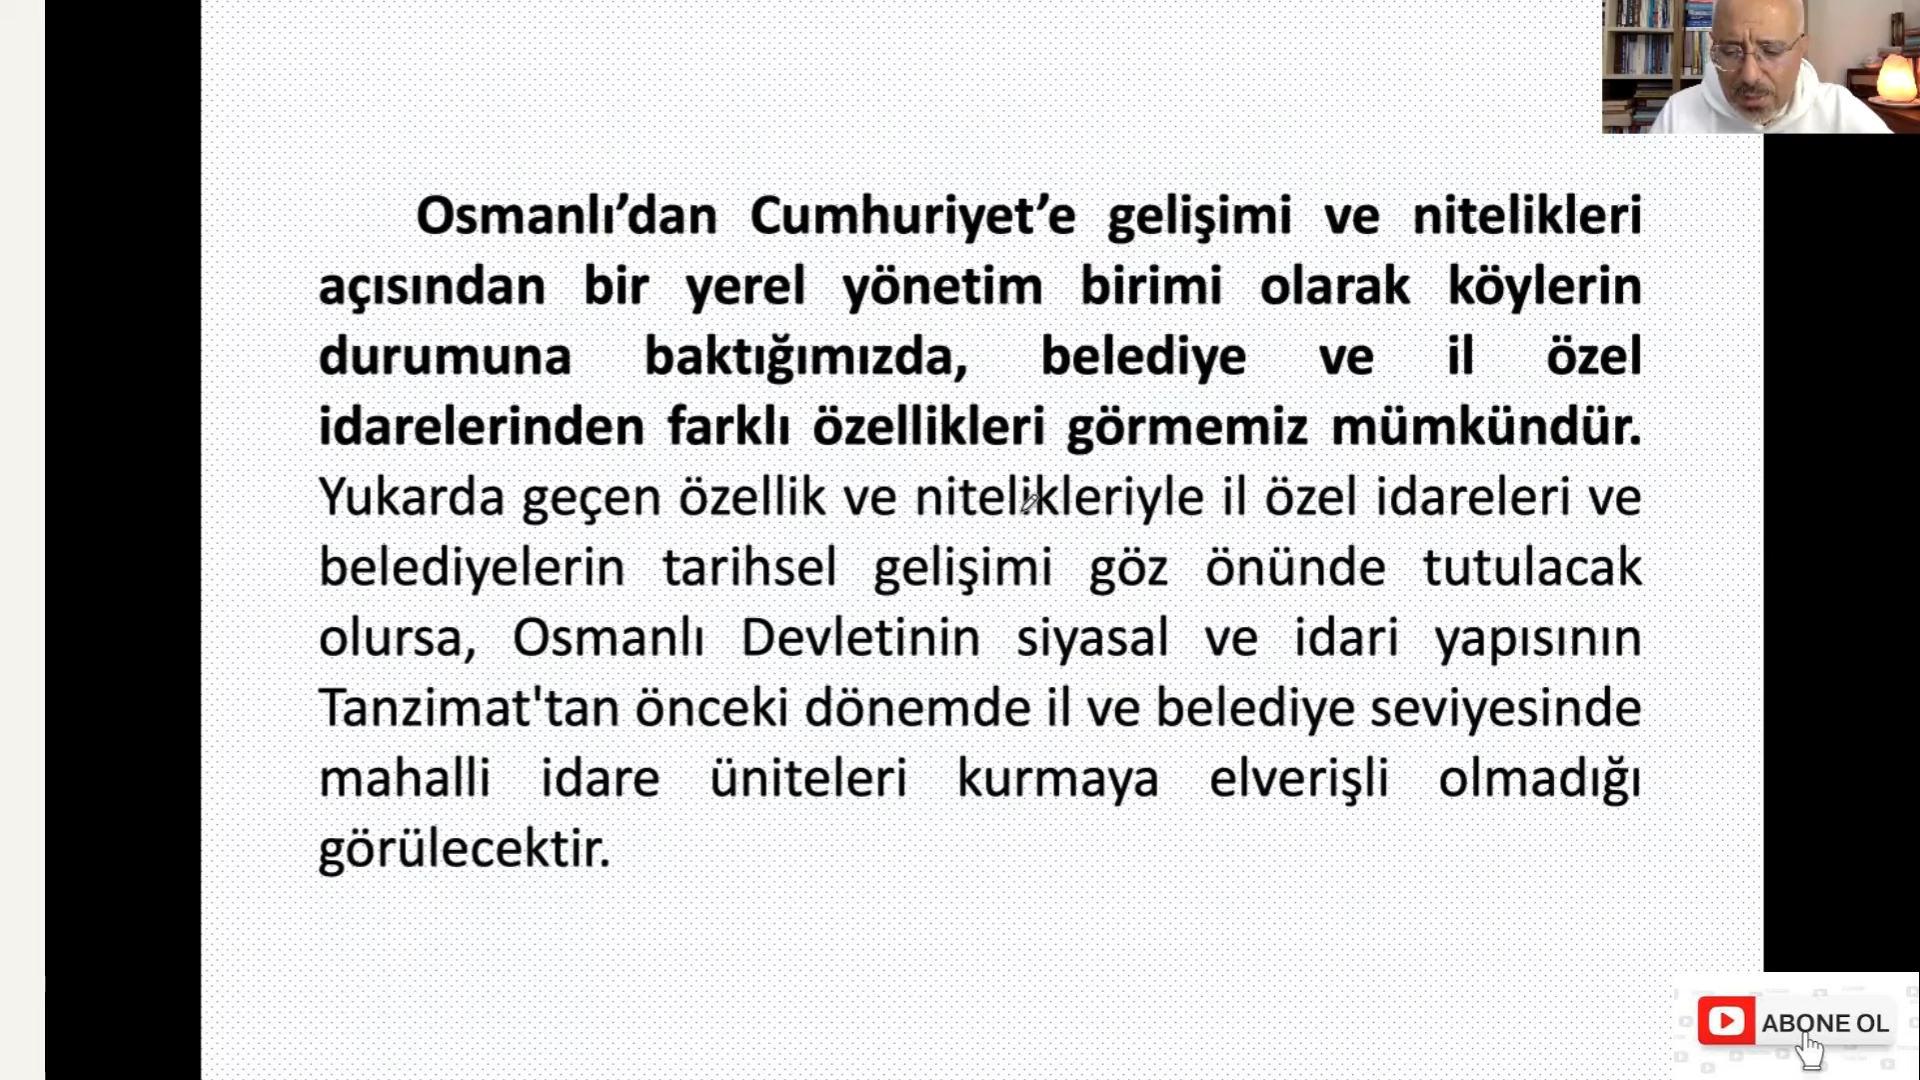 Osmanlı’dan Cumhuriyet’e gelişimi ve nitelikleri
açısından bir yerel yönetim birimi olarak köylerin
durumuna baktığımızda, belediye ve il özel
idarelerinden farklı özellikleri görmemiz mümkündür.
Yukarda geçen özellik ve nitelikleriyle il özel idareleri ve
belediyelerin tarihsel gelişimi göz önünde tutulacak
olursa, Osmanlı Devletinin siyasal ve idari yapısının
Tanzimat'tan önceki dönemde il ve belediye seviyesinde
mahalli idare üniteleri kurmaya elverişli olmadığı
görülecektir.
ABONE OL